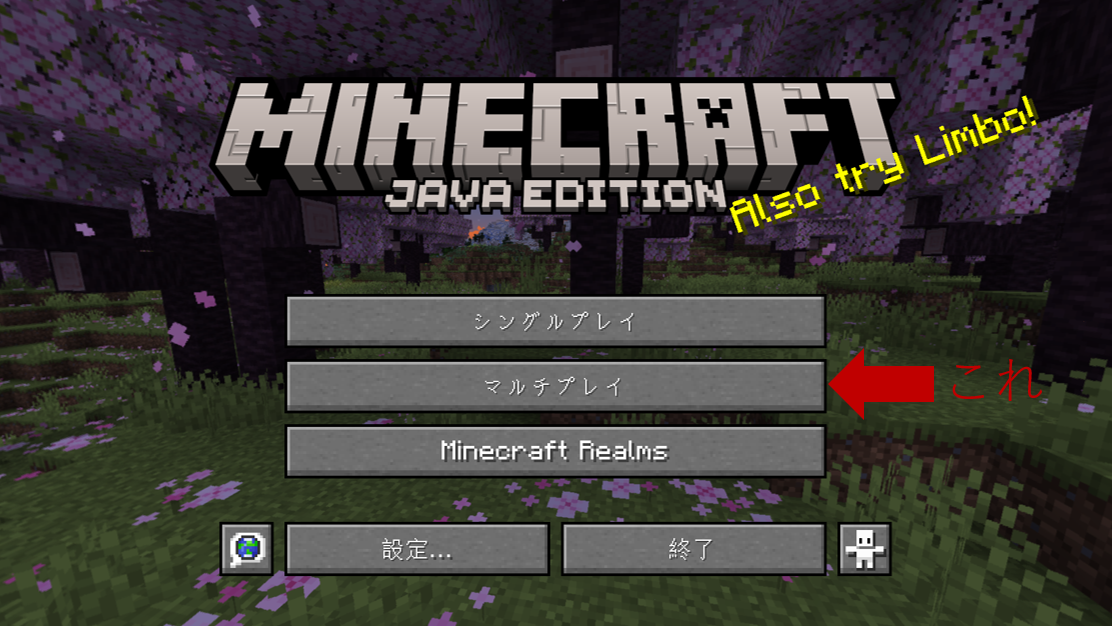 MINECRAFT
JAVA EDITION
Also try Limbo!
シングルプレイ
マルチプレイ
これ
Minecraft Realms
設定...
終了